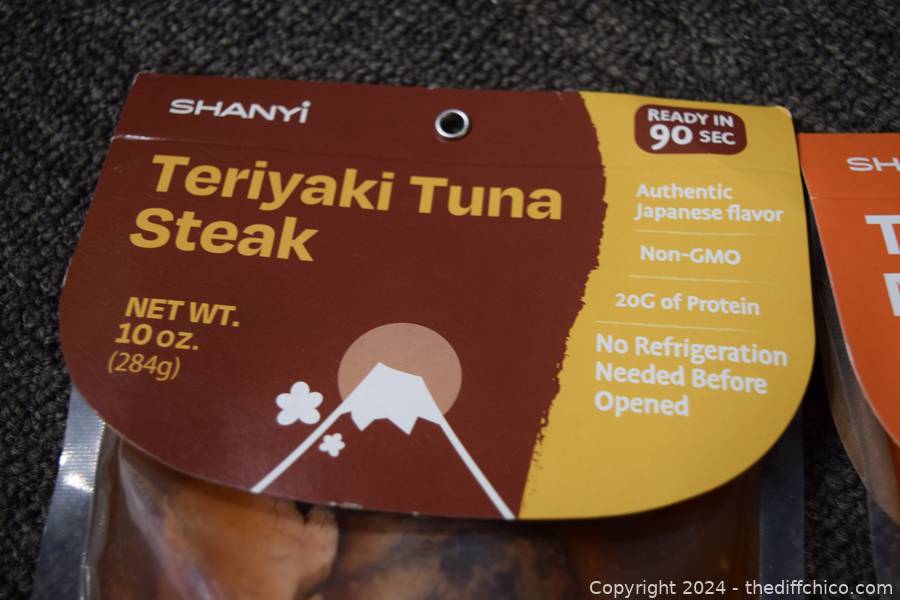 SHANYi
Teriyaki Tuna
Steak
NET WT.
10 oz.
(284g)
READY IN
90 SEC
Authentic
Japanese flavor
Non-GMO
20G of Protein
No Refrigeration
Needed Before
Opened
SH
T
Copyright 2024 - thediffchico.com